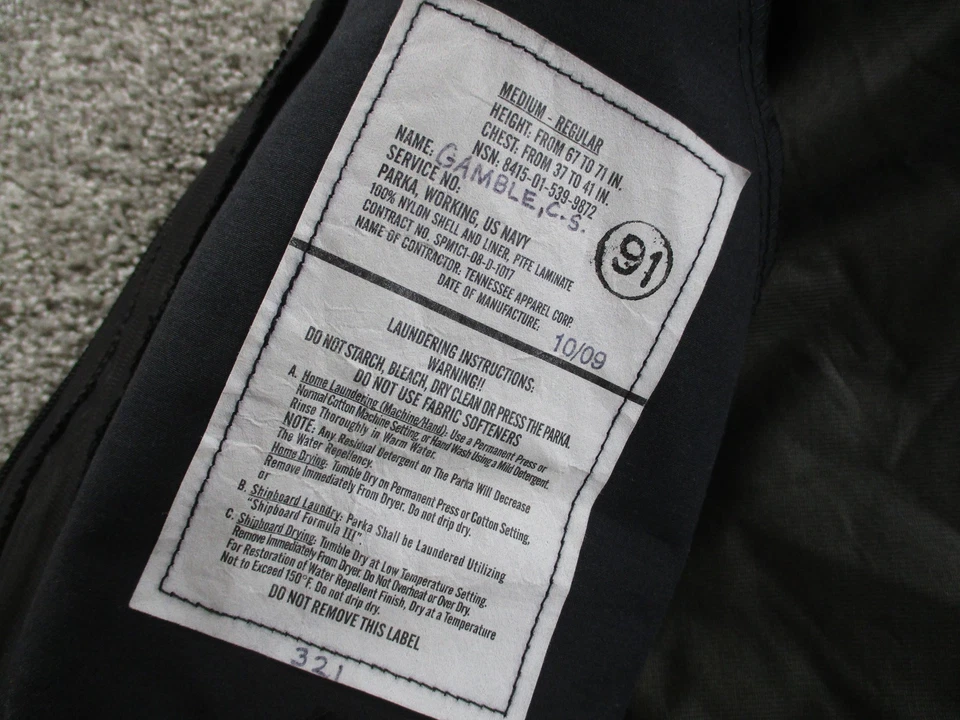 MEDIUM - REGULAR
HEIGHT: FROM 67 TO 71 IN.
CHEST: FROM 37 TO 41 IN.
NSN: 8415-01-539-9872
NAME: GAMBLE, C.S.
SERVICE NO:
PARKA, WORKING, US NAVY
100% NYLON SHELL AND LINER, PTFE LAMINATE
CONTRACT NO. SPM1C1-08-D-1017
NAME OF CONTRACTOR: TENNESSEE APPAREL CORP.
DATE OF MANUFACTURE: 10/09
91
LAUNDERING INSTRUCTIONS:
WARNING!!
DO NOT STARCH, BLEACH, DRY CLEAN OR PRESS THE PARKA.
DO NOT USE FABRIC SOFTENERS
A. Home Laundering (Machine/Hand). Use a Permanent Press or
Normal Cotton Machine Setting, or Hand Wash Using a Mild Detergent.
Rinse Thoroughly in Warm Water.
NOTE: Any Residual Detergent on The Parka Will Decrease
The Water Repellency.
Home Drying: Tumble Dry on Permanent Press or Cotton Setting,
Remove Immediately From Dryer. Do not drip dry.
or
B. Shipboard Laundry: Parka Shall be Laundered Utilizing
"Shipboard Formula III".
C. Shipboard Drying: Tumble Dry at Low Temperature Setting.
Remove Immediately From Dryer. Do Not Overheat or Over Dry.
For Restoration of Water Repellent Finish, Dry at a Temperature
Not to Exceed 150°F. Do not drip dry.
DO NOT REMOVE THIS LABEL
321